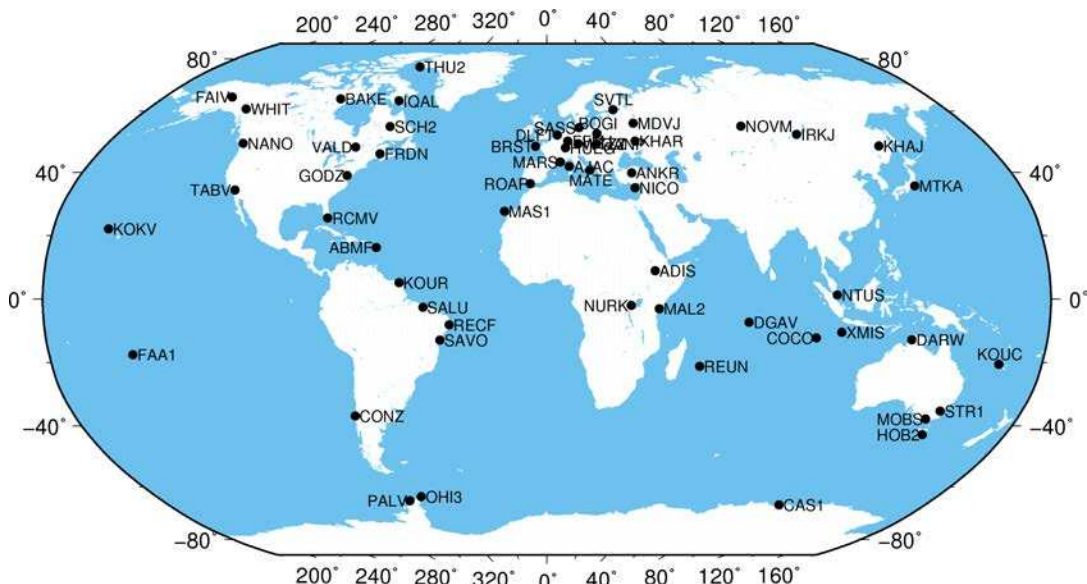 200° 240° 280° 320° 0° 40° 80° 120° 160°
80° 80°
THU2
FAIV BAKE IQAL
WHIT SVTL
SCH2 SASS BOGI MDVJ NOVM IRKJ
NANO VALD FRDN BRST KHAR KHAJ
MARS AJAC
GODZ MATE ANKR
40° 40°
TABV ROAP NICO MTKA
MAS1
RCMV
KOKV
ABMF
KOUR ADIS
0° 0°
SALU NURK MAL2 NTUS
RECF DGAV XMIS
SAVO COCO DARW
FAA1 REUN KOUC
CONZ MOBS STR1
−40° −40°
HOB2
PALV OHI3 CAS1
−80° −80°
200° 240° 280° 320° 0° 40° 80° 120° 160°